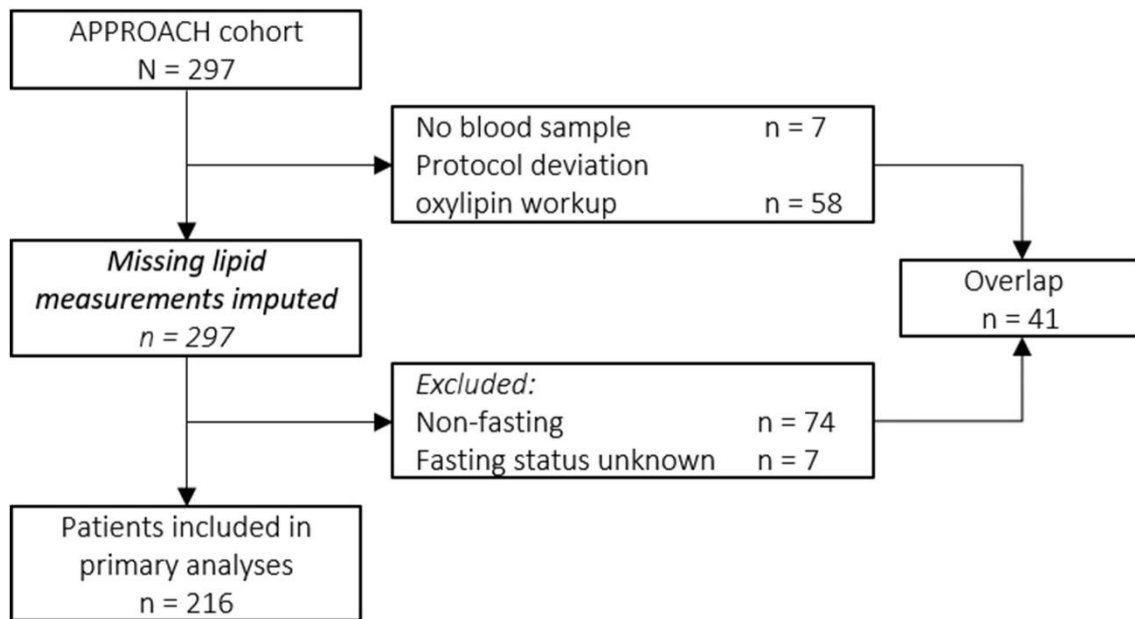 APPROACH cohort
N = 297
No blood sample n = 7
Protocol deviation
oxylipin workup n = 58
Missing lipid
measurements imputed
n = 297
Overlap
n = 41
Excluded:
Non-fasting n = 74
Fasting status unknown n = 7
Patients included in
primary analyses
n = 216